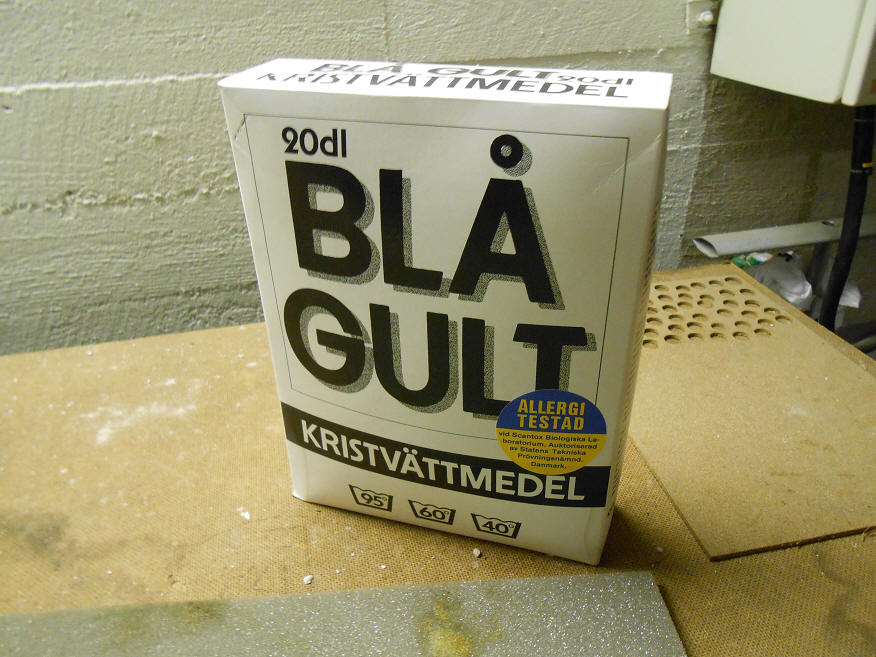 BLÅ GULT 20dl
KRISTVÄTTMEDEL
20dl
BLÅ
GULT
ALLERGI
TESTAD
vid Scantox Biologiska La-
boratorium. Auktoriserad
av Statens Tekniska
Prövningsnämnd.
Danmark.
KRISTVÄTTMEDEL
95° 60° 40°